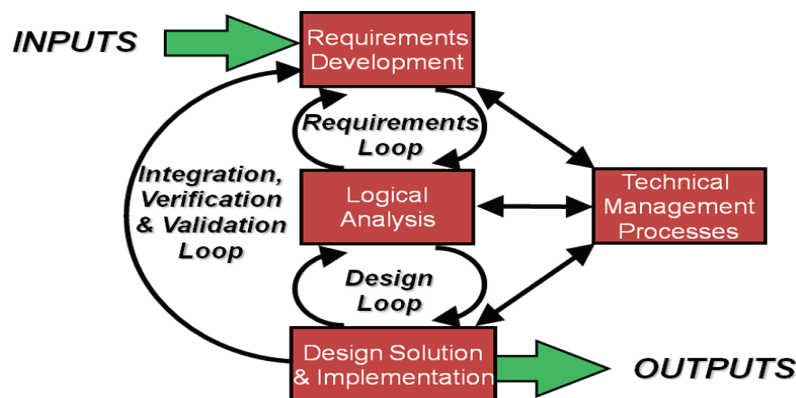 INPUTS
Requirements
Development
Requirements
Loop
Integration,
Verification
& Validation
Loop
Logical
Analysis
Technical
Management
Processes
Design
Loop
Design Solution
& Implementation
OUTPUTS